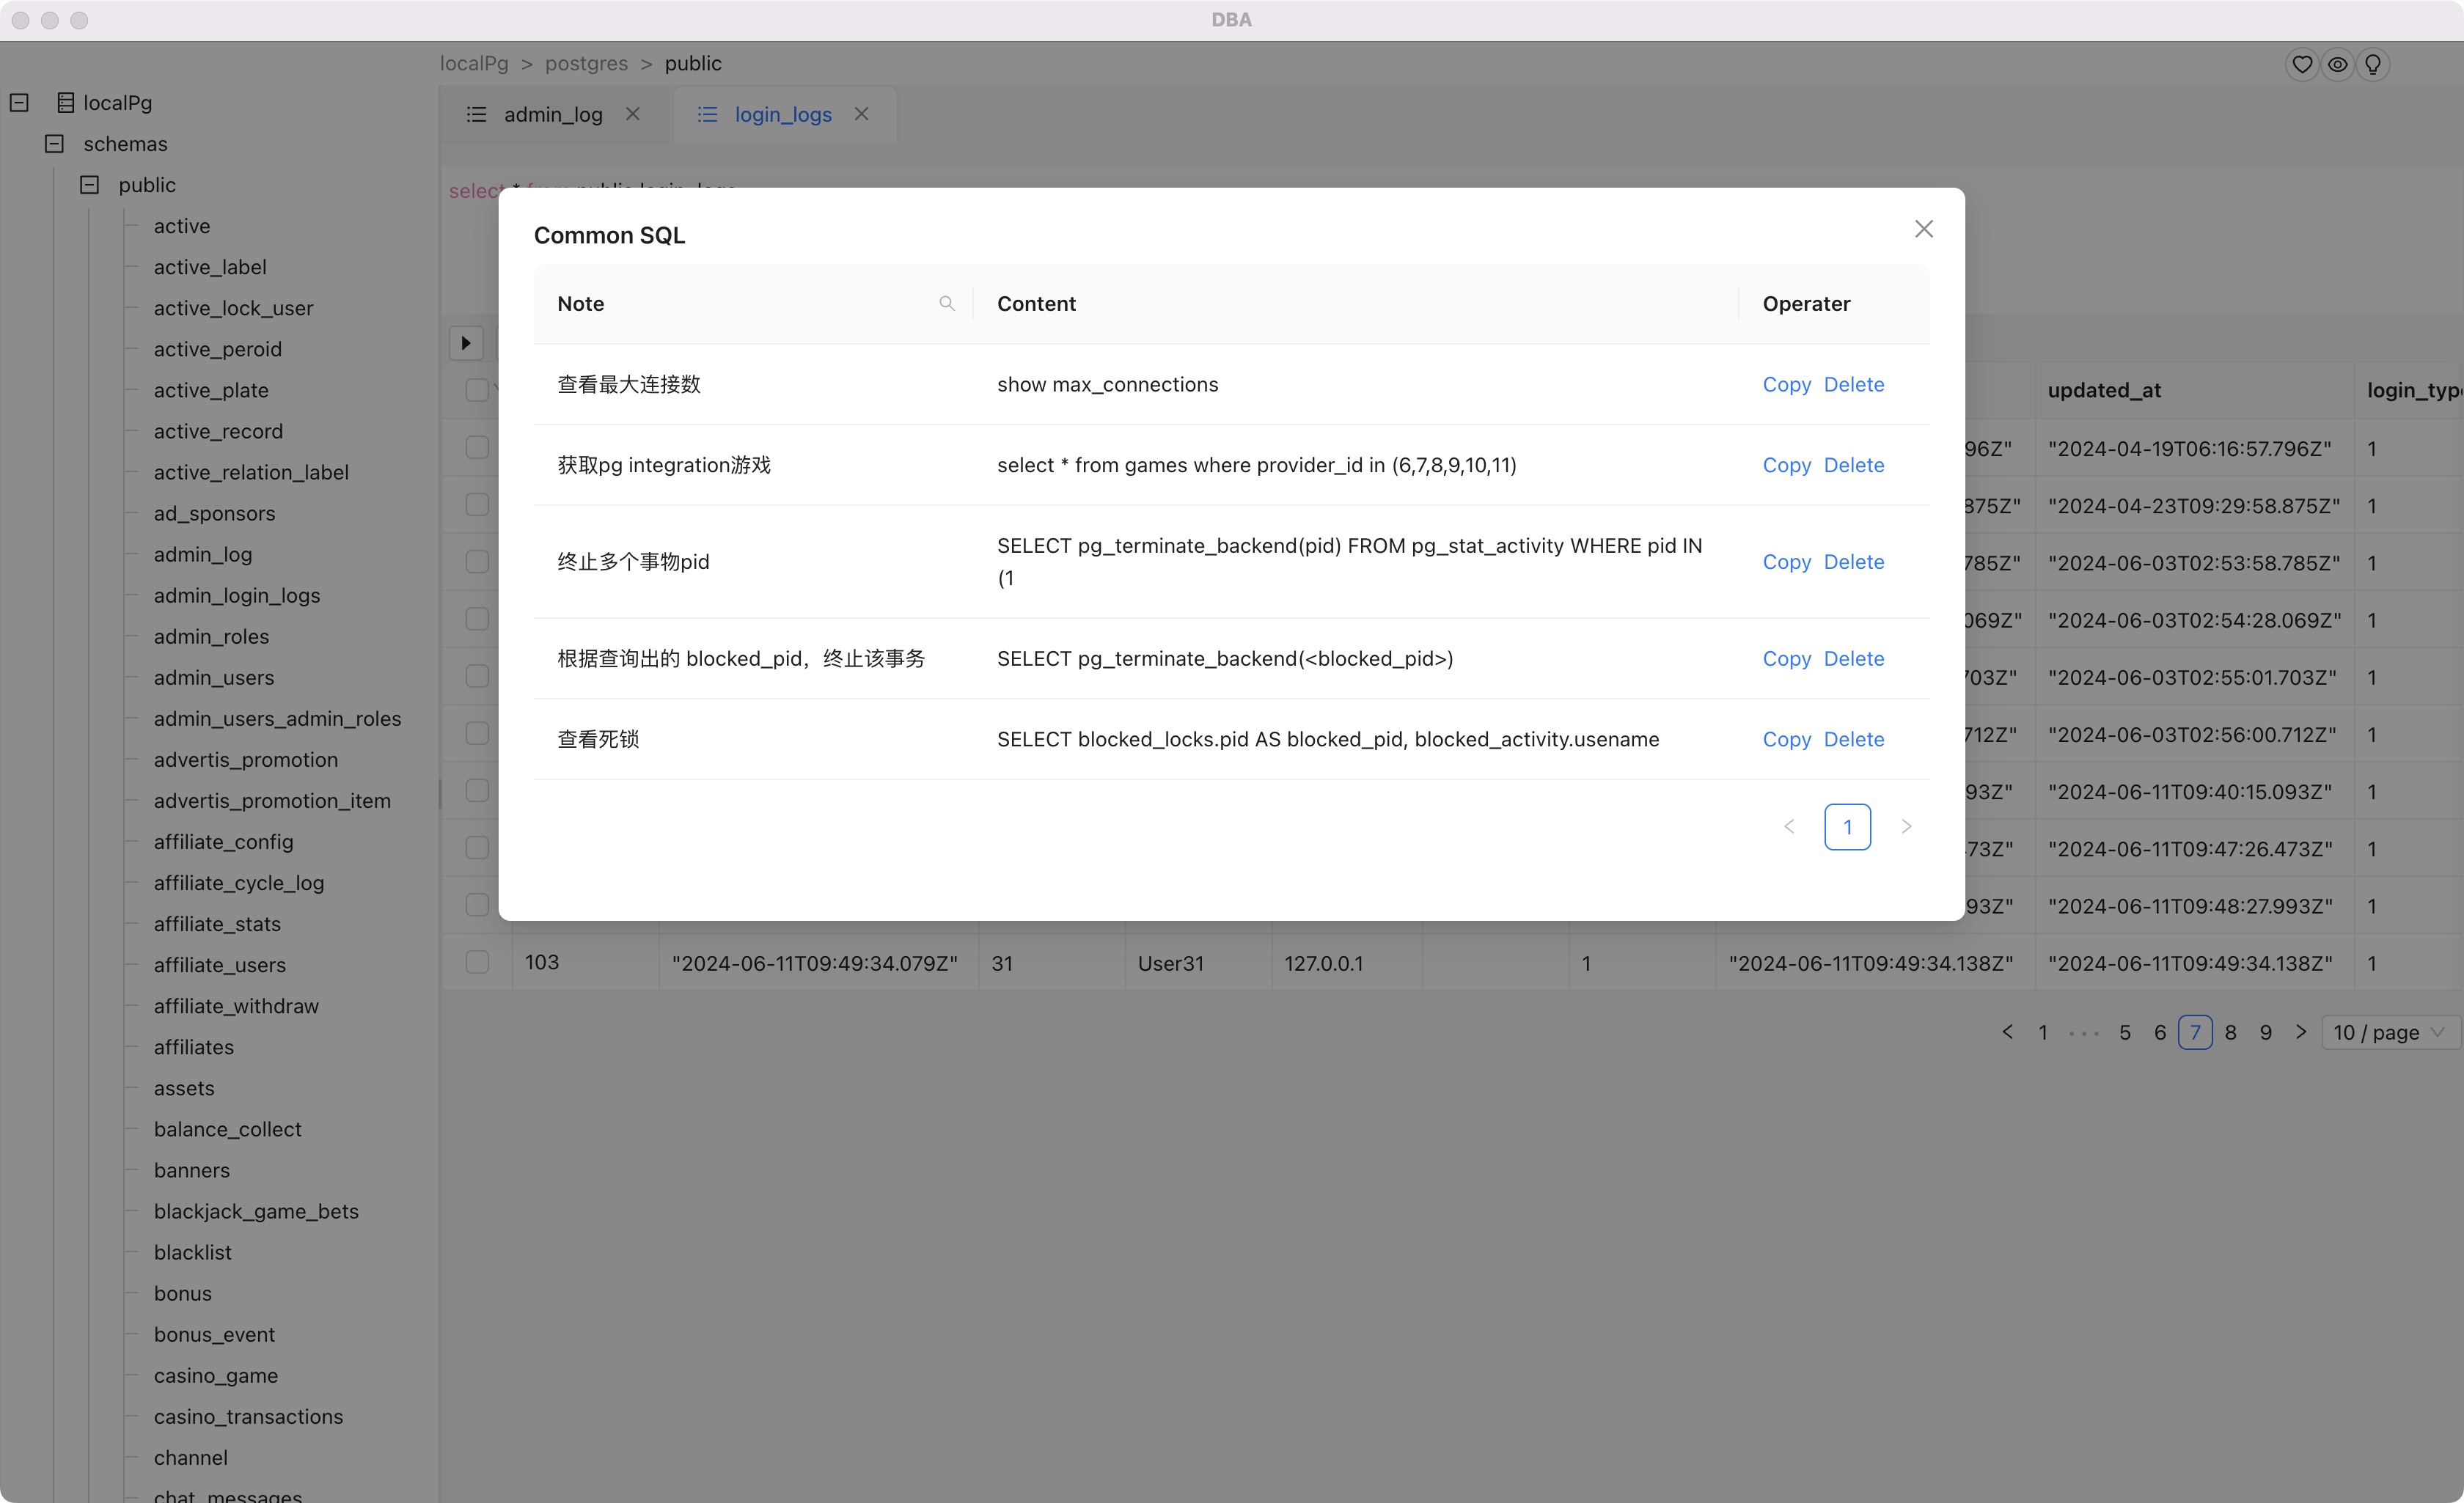 DBA
localPg > postgres > public
localPg
schemas
public
active
active_label
active_lock_user
active_peroid
active_plate
active_record
active_relation_label
ad_sponsors
admin_log
admin_login_logs
admin_roles
admin_users
admin_users_admin_roles
advertis_promotion
advertis_promotion_item
affiliate_config
affiliate_cycle_log
affiliate_stats
affiliate_users
affiliate_withdraw
affiliates
assets
balance_collect
banners
blackjack_game_bets
blacklist
bonus
bonus_event
casino_game
casino_transactions
channel
chat_messages
admin_log
login_logs
select * from public.login_logs
Common SQL
Note Content Operater
查看最大连接数 show max_connections Copy Delete
获取pg integration游戏 select * from games where provider_id in (6,7,8,9,10,11) Copy Delete
终止多个事物pid SELECT pg_terminate_backend(pid) FROM pg_stat_activity WHERE pid IN
(1 Copy Delete
根据查询出的 blocked_pid，终止该事务 SELECT pg_terminate_backend(<blocked_pid>) Copy Delete
查看死锁 SELECT blocked_locks.pid AS blocked_pid, blocked_activity.usename Copy Delete
< 1 >
updated_at login_typ
96Z" "2024-04-19T06:16:57.796Z" 1
875Z" "2024-04-23T09:29:58.875Z" 1
785Z" "2024-06-03T02:53:58.785Z" 1
069Z" "2024-06-03T02:54:28.069Z" 1
703Z" "2024-06-03T02:55:01.703Z" 1
712Z" "2024-06-03T02:56:00.712Z" 1
93Z" "2024-06-11T09:40:15.093Z" 1
473Z" "2024-06-11T09:47:26.473Z" 1
93Z" "2024-06-11T09:48:27.993Z" 1
103 "2024-06-11T09:49:34.079Z" 31 User31 127.0.0.1 1 "2024-06-11T09:49:34.138Z" "2024-06-11T09:49:34.138Z" 1
< 1 ••• 5 6 7 8 9 > 10 / page